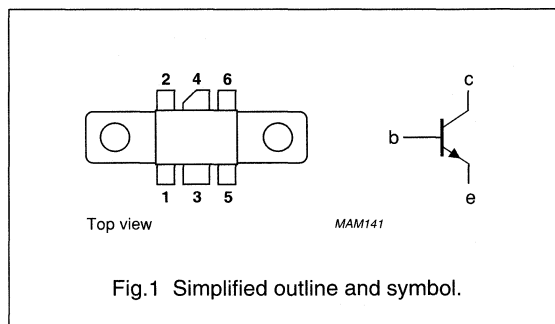 2 4 6
c
b
1 3 5
e
Top view
MAM141
Fig.1 Simplified outline and symbol.